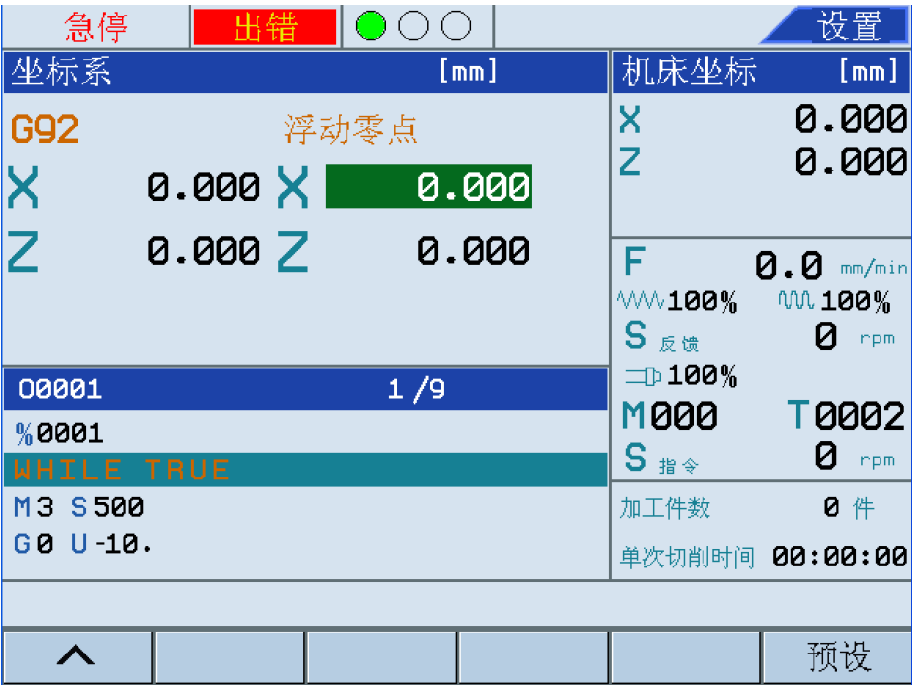 急停 出错 设置
坐标系 [mm]
G92 浮动零点
X 0.000 X 0.000
Z 0.000 Z 0.000
O0001 1/9
%0001
WHILE TRUE
M3 S500
G0 U-10.
机床坐标 [mm]
X 0.000
Z 0.000
F 0.0 mm/min
100% 100%
S 反馈 0 rpm
100%
M000 T0002
S 指令 0 rpm
加工件数 0 件
单次切削时间 00:00:00
预设